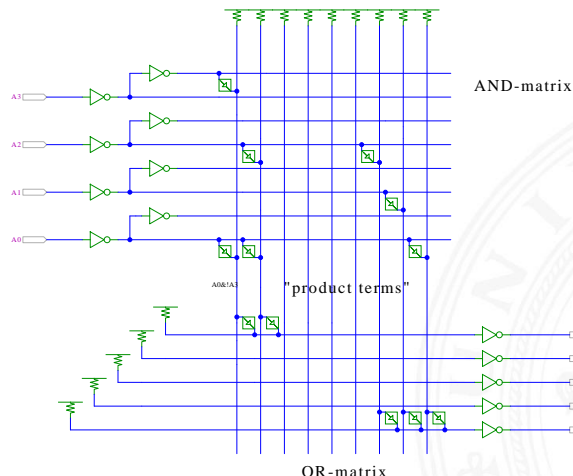 A3
AND-matrix
A2
A1
A0
A0&!A3
"product terms"
OR-matrix